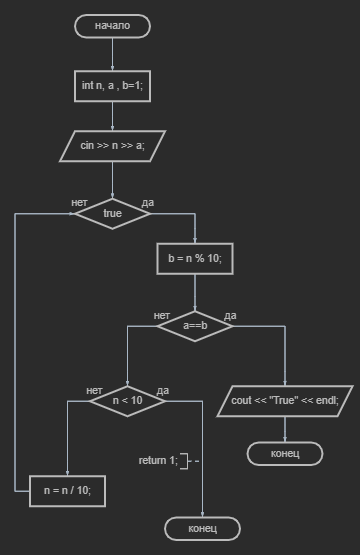 начало
int n, a , b=1;
cin >> n >> a;
нет
да
true
b = n % 10;
нет
да
a==b
нет
да
n < 10
cout << "True" << endl;
return 1;
конец
n = n / 10;
конец